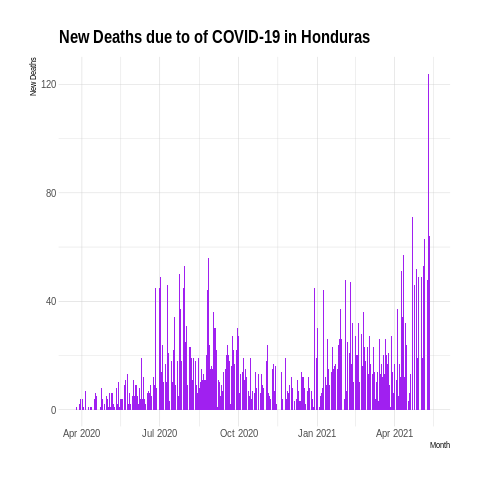 New Deaths due to of COVID-19 in Honduras
New Deaths
120
80
40
0
Apr 2020 Jul 2020 Oct 2020 Jan 2021 Apr 2021
Month